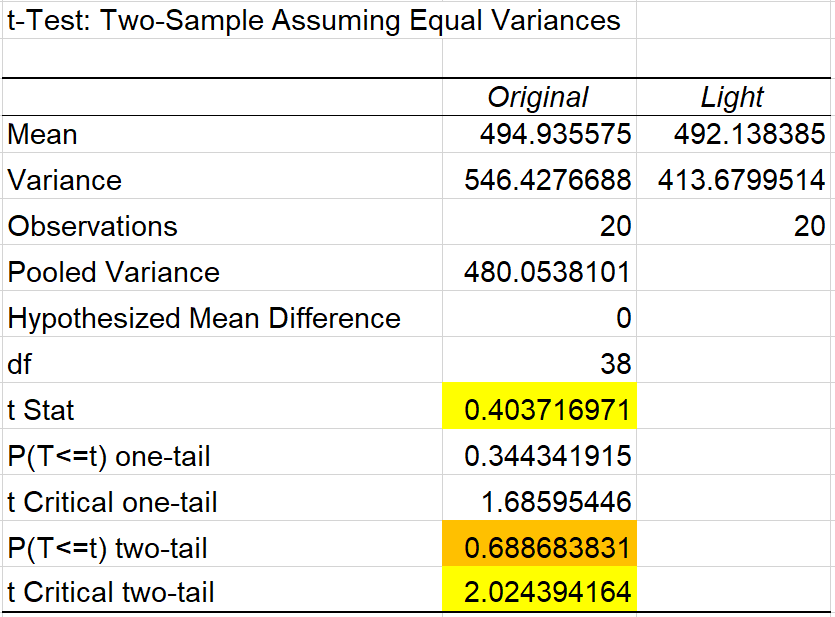 t-Test: Two-Sample Assuming Equal Variances
Original Light
Mean 494.935575 492.138385
Variance 546.4276688 413.6799514
Observations 20 20
Pooled Variance 480.0538101
Hypothesized Mean Difference 0
df 38
t Stat 0.403716971
P(T<=t) one-tail 0.344341915
t Critical one-tail 1.68595446
P(T<=t) two-tail 0.688683831
t Critical two-tail 2.024394164